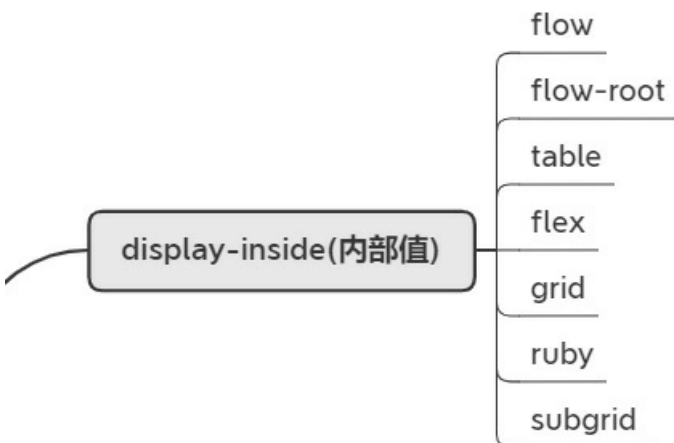 flow
flow-root
table
flex
display-inside(内部值)
grid
ruby
subgrid